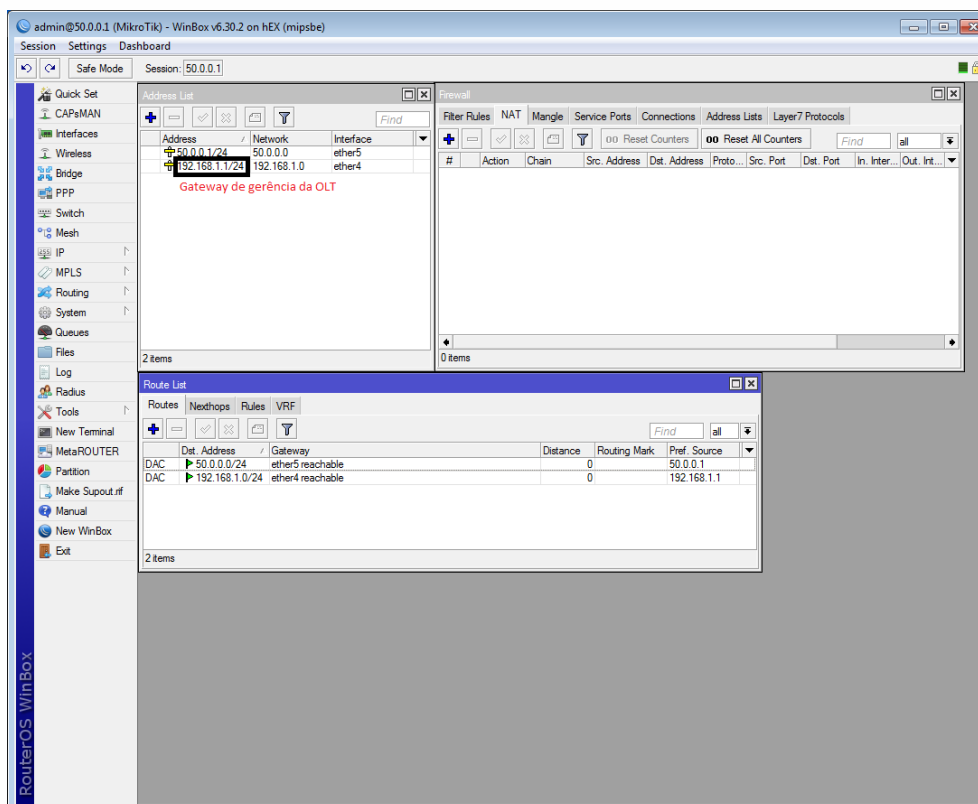 admin@50.0.0.1 (MikroTik) - WinBox v6.30.2 on hEX (mipsbe)
Session Settings Dashboard
Safe Mode Session: 50.0.0.1
Quick Set
CAPsMAN
Interfaces
Wireless
Bridge
PPP
Switch
Mesh
IP
MPLS
Routing
System
Queues
Files
Log
Radius
Tools
New Terminal
MetaROUTER
Partition
Make Supout.rif
Manual
New WinBox
Exit
RouterOS WinBox
Address List
Find
Address Network Interface
50.0.0.1/24 50.0.0.0 ether5
192.168.1.1/24 192.168.1.0 ether4
Gateway de gerência da OLT
2 items
Firewall
Filter Rules NAT Mangle Service Ports Connections Address Lists Layer7 Protocols
00 Reset Counters 00 Reset All Counters Find all
# Action Chain Src. Address Dst. Address Proto... Src. Port Dst. Port In. Inter... Out. Int...
0 items
Route List
Routes Nexthops Rules VRF
Find all
Dst. Address Gateway Distance Routing Mark Pref. Source
DAC 50.0.0.0/24 ether5 reachable 0 50.0.0.1
DAC 192.168.1.0/24 ether4 reachable 0 192.168.1.1
2 items